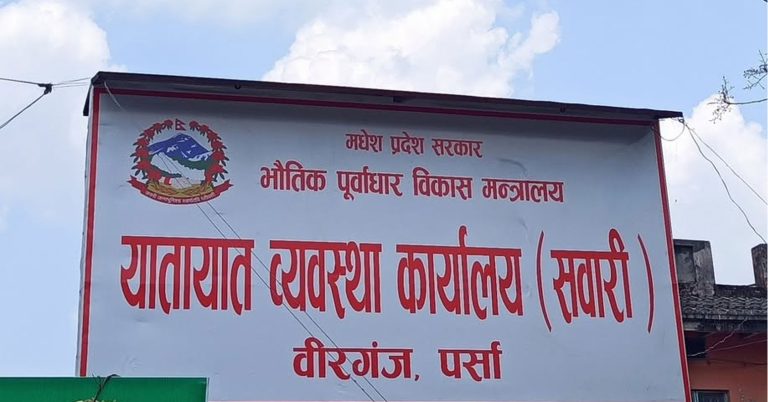 मधेश प्रदेश सरकार
भौतिक पूर्वाधार विकास मन्त्रालय
यातायात व्यवस्था कार्यालय (सवारी)
वीरगंज, पर्सा